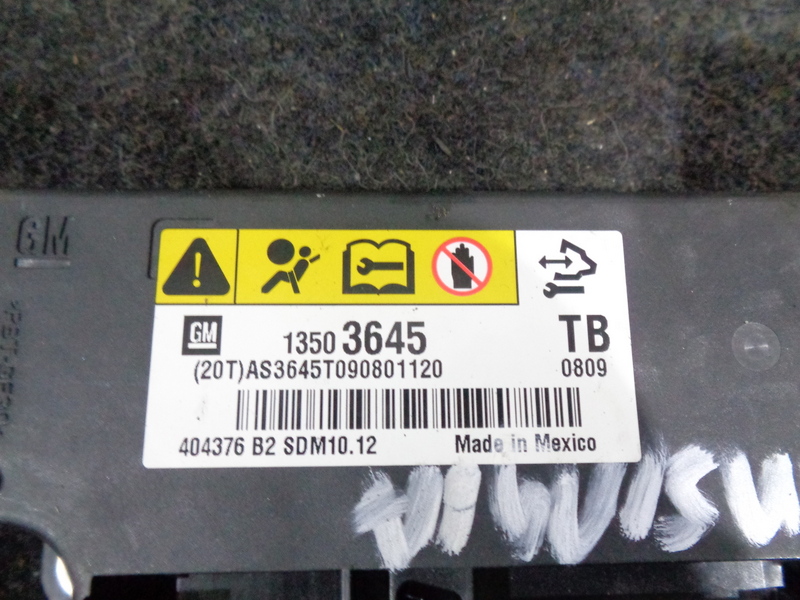 GM
GM
1350 3645
TB
(20T)AS3645T090801120
0809
404376 B2 SDM10.12
Made in Mexico